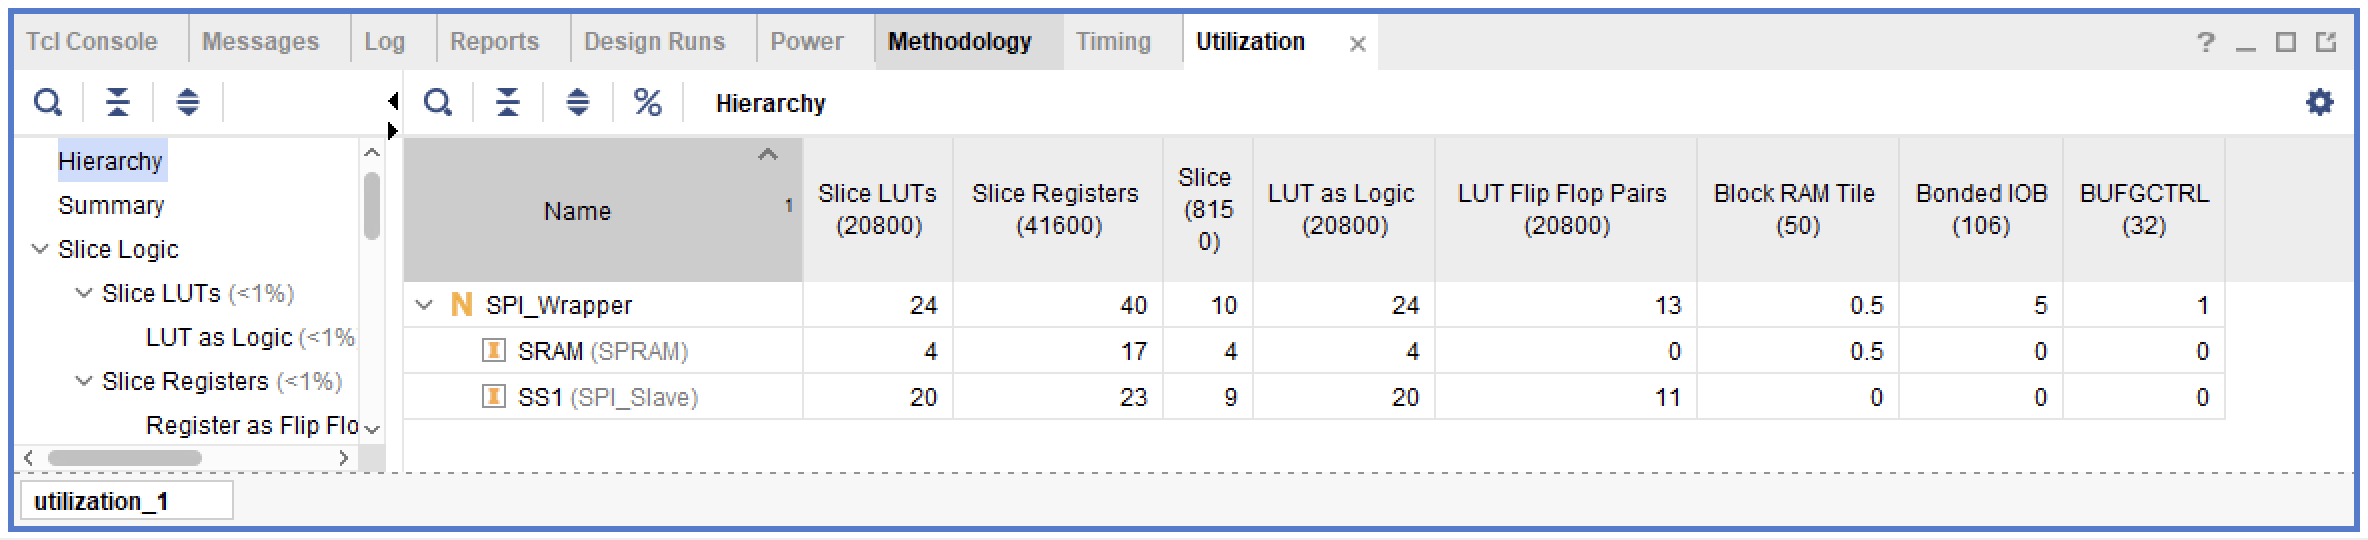 Tcl Console Messages Log Reports Design Runs Power Methodology Timing Utilization × ?
Hierarchy
Hierarchy
Summary
Slice Logic
Slice LUTs (<1%)
LUT as Logic (<1%
Slice Registers (<1%)
Register as Flip Flo
Name 1 Slice LUTs (20800) Slice Registers (41600) Slice (815 0) LUT as Logic (20800) LUT Flip Flop Pairs (20800) Block RAM Tile (50) Bonded IOB (106) BUFGCTRL (32)
N SPI_Wrapper 24 40 10 24 13 0.5 5 1
I SRAM (SPRAM) 4 17 4 4 0 0.5 0 0
I SS1 (SPI_Slave) 20 23 9 20 11 0 0 0
utilization_1